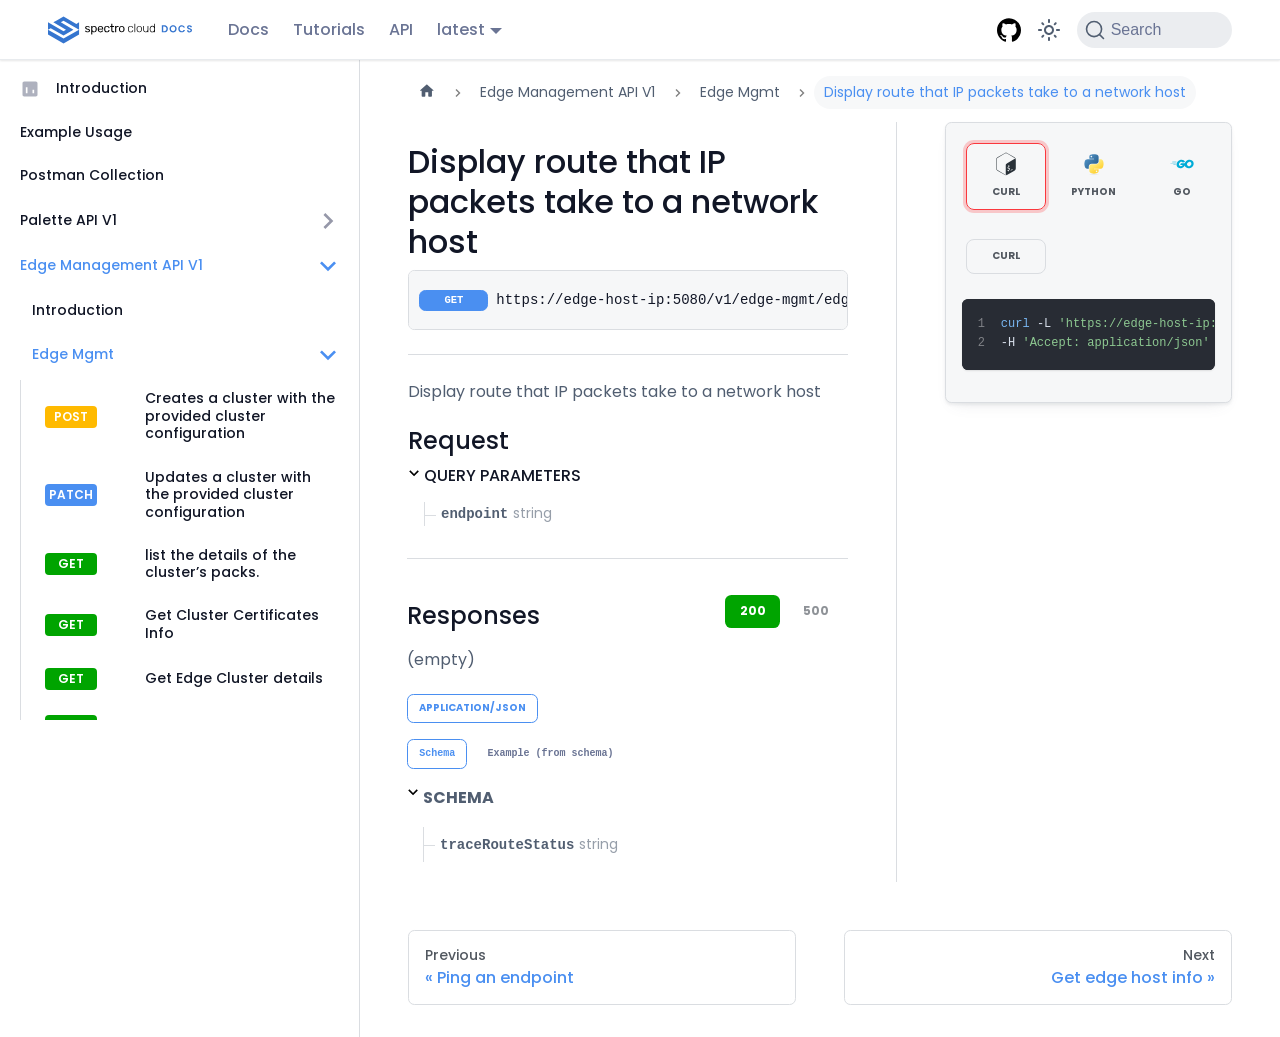 spectro cloud DOCS
Docs
Tutorials
API
latest
Search
Introduction
Example Usage
Postman Collection
Palette API V1
Edge Management API V1
Introduction
Edge Mgmt
POST
Creates a cluster with the
provided cluster
configuration
PATCH
Updates a cluster with
the provided cluster
configuration
GET
list the details of the
cluster’s packs.
GET
Get Cluster Certificates
Info
GET
Get Edge Cluster details
Edge Management API V1
Edge Mgmt
Display route that IP packets take to a network host
Display route that IP
packets take to a network
host
GET https://edge-host-ip:5080/v1/edge-mgmt/edg
Display route that IP packets take to a network host
Request
QUERY PARAMETERS
endpoint string
Responses
200
500
(empty)
APPLICATION/JSON
Schema
Example (from schema)
SCHEMA
traceRouteStatus string
CURL
PYTHON
GO
CURL
1 curl -L 'https://edge-host-ip:
2 -H 'Accept: application/json'
Previous
« Ping an endpoint
Next
Get edge host info »